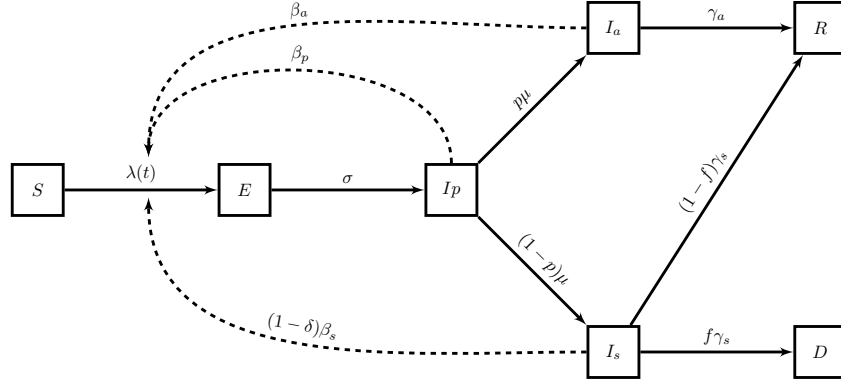 β_a
I_a
γ_a
R
β_p
pμ
(1−f)γ_s
λ(t)
S
E
σ
Ip
(1−p)μ
(1−δ)β_s
I_s
fγ_s
D